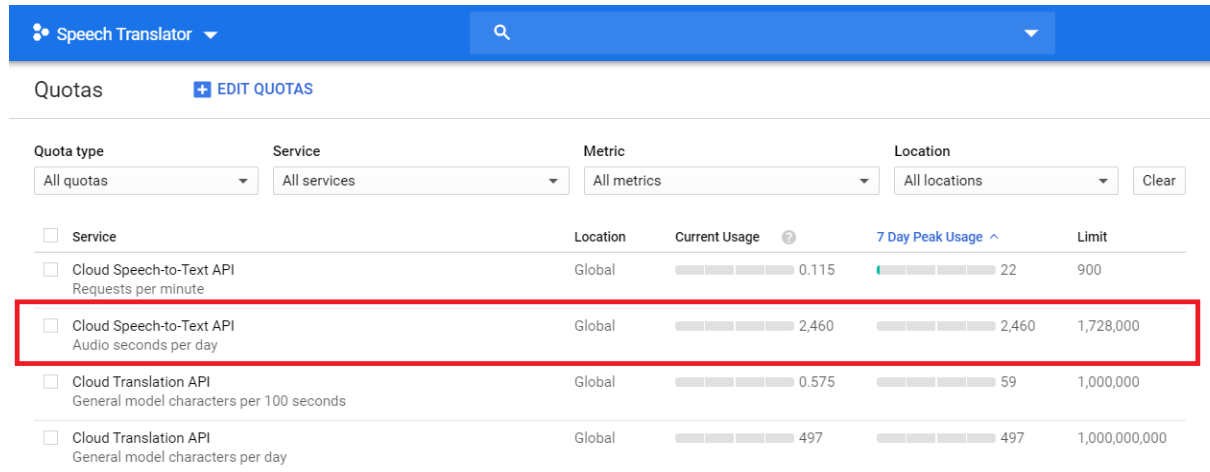 Speech Translator
Quotas EDIT QUOTAS
Quota type Service Metric Location
All quotas All services All metrics All locations Clear
Service Location Current Usage ? 7 Day Peak Usage Limit
Cloud Speech-to-Text API Global 0.115 22 900
Requests per minute
Cloud Speech-to-Text API Global 2,460 2,460 1,728,000
Audio seconds per day
Cloud Translation API Global 0.575 59 1,000,000
General model characters per 100 seconds
Cloud Translation API Global 497 497 1,000,000,000
General model characters per day